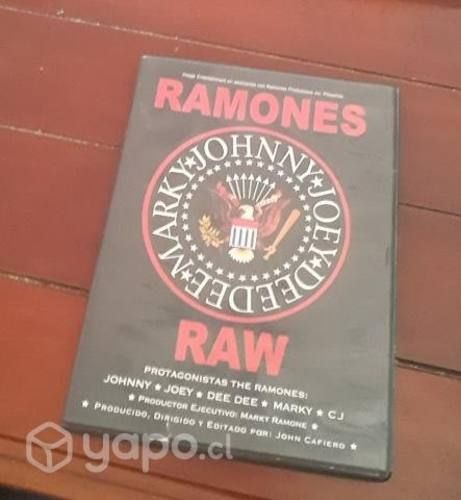 RAMONES
JOHNNY JOEY DEE DEE MARKY
RAW
PROTAGONISTAS THE RAMONES:
JOHNNY ★ JOEY ★ DEE DEE ★ MARKY ★ CJ
★ PRODUCTOR EJECUTIVO: MARKY RAMONE
★ PRODUCIDO, DIRIGIDO Y EDITADO POR: JOHN CAFIERO ★
yapo.cl